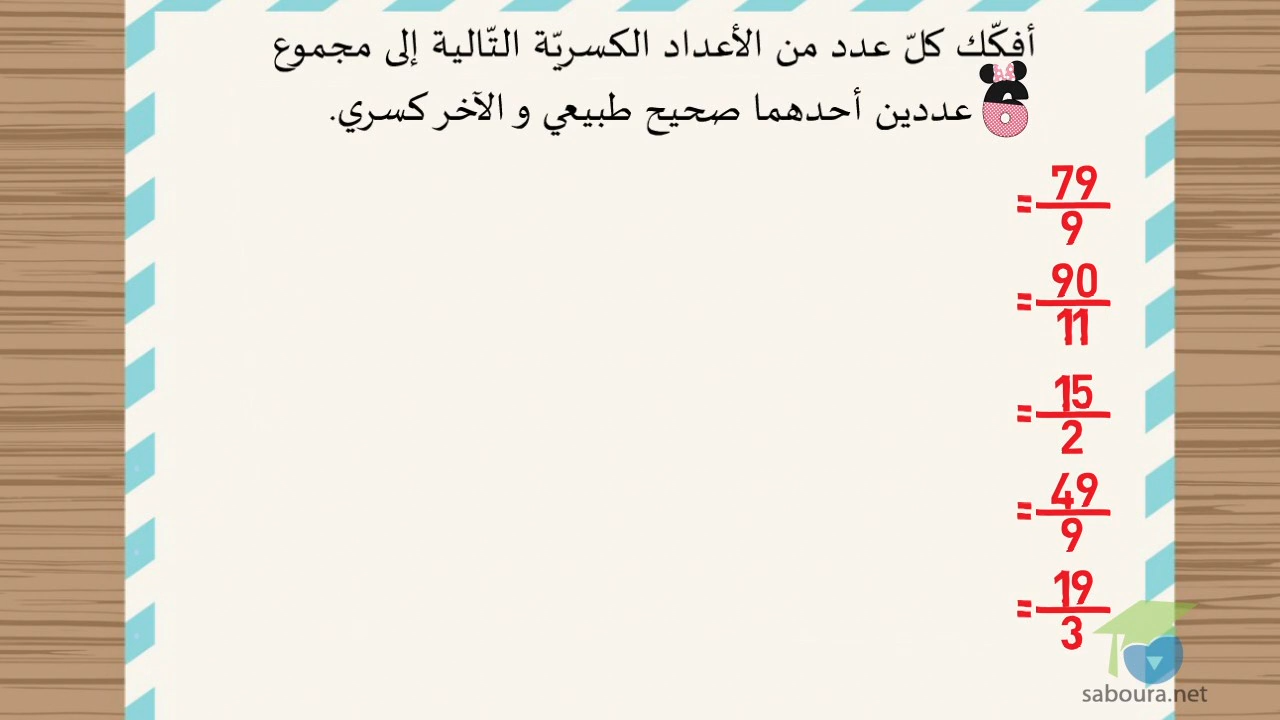 أفكّك كلّ عدد من الأعداد الكسريّة التّالية إلى مجموع
6 عددين أحدهما صحيح طبيعي و الآخر كسري.
79/9 =
90/11 =
15/2 =
49/9 =
19/3 =
saboura.net